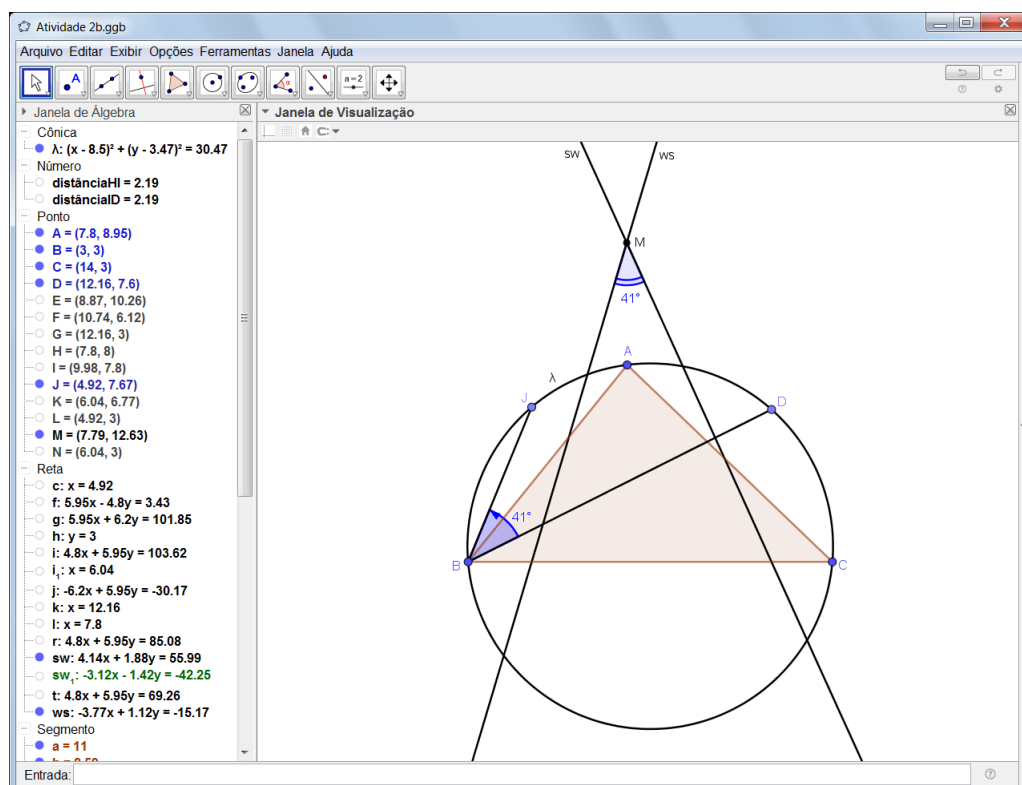 Atividade 2b.ggb
Arquivo Editar Exibir Opções Ferramentas Janela Ajuda
A
α
a=2
Janela de Álgebra
Janela de Visualização
Cônica
λ: (x - 8.5)² + (y - 3.47)² = 30.47
Número
distânciaHI = 2.19
distânciaID = 2.19
Ponto
A = (7.8, 8.95)
B = (3, 3)
C = (14, 3)
D = (12.16, 7.6)
E = (8.87, 10.26)
F = (10.74, 6.12)
G = (12.16, 3)
H = (7.8, 8)
I = (9.98, 7.8)
J = (4.92, 7.67)
K = (6.04, 6.77)
L = (4.92, 3)
M = (7.79, 12.63)
N = (6.04, 3)
Reta
c: x = 4.92
f: 5.95x - 4.8y = 3.43
g: 5.95x + 6.2y = 101.85
h: y = 3
i: 4.8x + 5.95y = 103.62
i₁: x = 6.04
j: -6.2x + 5.95y = -30.17
k: x = 12.16
l: x = 7.8
r: 4.8x + 5.95y = 85.08
sw: 4.14x + 1.88y = 55.99
sw₁: -3.12x - 1.42y = -42.25
t: 4.8x + 5.95y = 69.26
ws: -3.77x + 1.12y = -15.17
Segmento
a = 11
sw
ws
M
41°
A
λ
J
D
41°
B
C
Entrada: